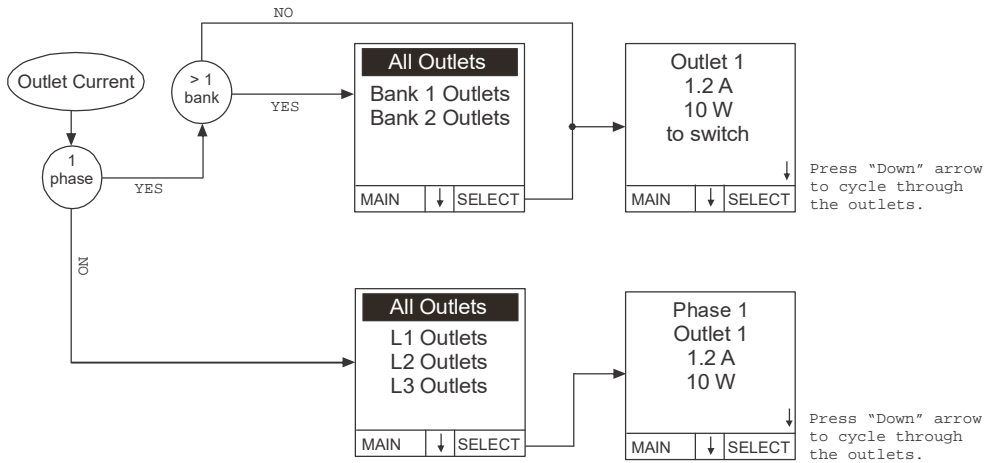 NO
Outlet Current
> 1
bank
YES
1
phase
YES
NO
All Outlets
Bank 1 Outlets
Bank 2 Outlets
MAIN ↓ SELECT
Outlet 1
1.2 A
10 W
to switch
↓
MAIN ↓ SELECT
Press "Down" arrow
to cycle through
the outlets.
All Outlets
L1 Outlets
L2 Outlets
L3 Outlets
MAIN ↓ SELECT
Phase 1
Outlet 1
1.2 A
10 W
↓
MAIN ↓ SELECT
Press "Down" arrow
to cycle through
the outlets.